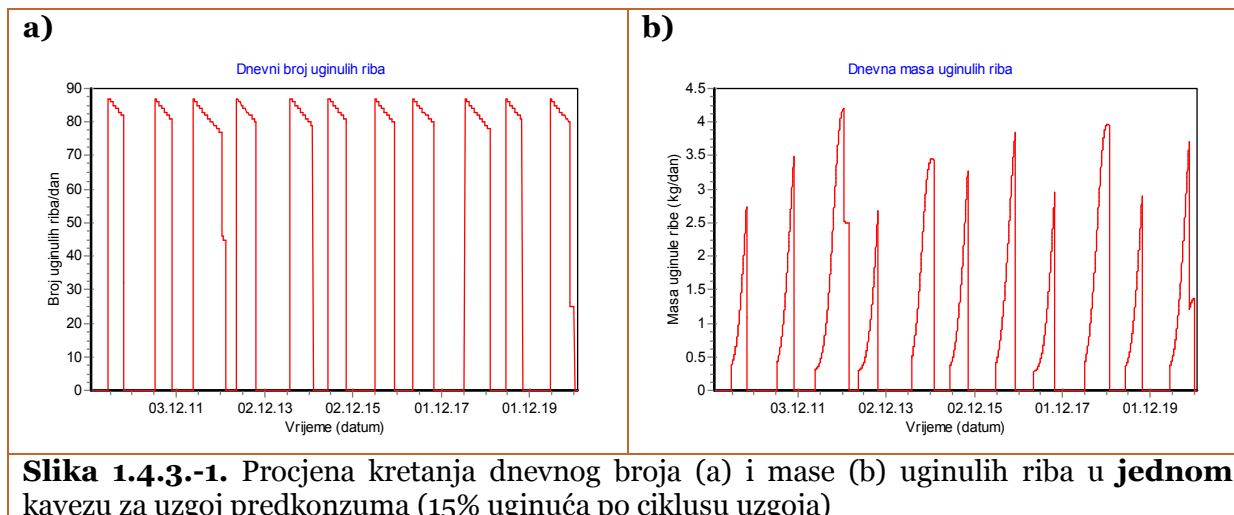 a)
Dnevni broj uginulih riba
Broj uginulih riba/dan
90
80
70
60
50
40
30
20
10
0
03.12.11 02.12.13 02.12.15 01.12.17 01.12.19
Vrijeme (datum)
b)
Dnevna masa uginulih riba
Masa uginule ribe (kg/dan)
4.5
4
3.5
3
2.5
2
1.5
1
0.5
0
03.12.11 02.12.13 02.12.15 01.12.17 01.12.19
Vrijeme (datum)
Slika 1.4.3.-1. Procjena kretanja dnevnog broja (a) i mase (b) uginulih riba u jednom
kavezu za uzgoj predkonzuma (15% uginuća po ciklusu uzgoja)